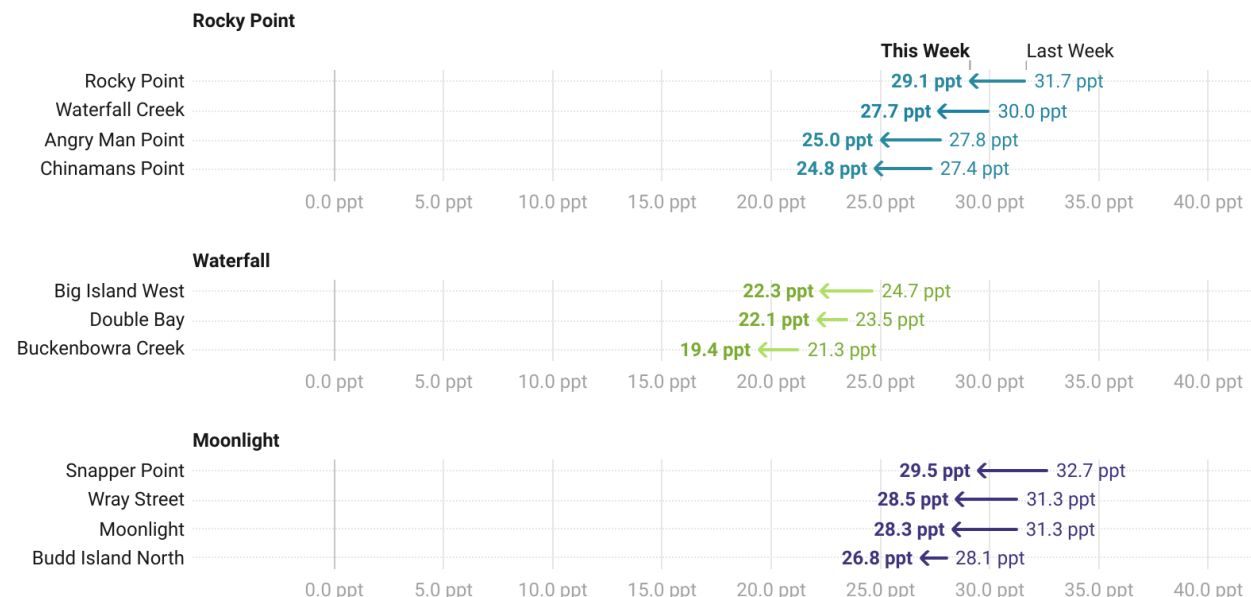 Rocky Point
This Week Last Week
Rocky Point 29.1 ppt 31.7 ppt
Waterfall Creek 27.7 ppt 30.0 ppt
Angry Man Point 25.0 ppt 27.8 ppt
Chinamans Point 24.8 ppt 27.4 ppt
0.0 ppt 5.0 ppt 10.0 ppt 15.0 ppt 20.0 ppt 25.0 ppt 30.0 ppt 35.0 ppt 40.0 ppt
Waterfall
Big Island West 22.3 ppt 24.7 ppt
Double Bay 22.1 ppt 23.5 ppt
Buckenbowra Creek 19.4 ppt 21.3 ppt
0.0 ppt 5.0 ppt 10.0 ppt 15.0 ppt 20.0 ppt 25.0 ppt 30.0 ppt 35.0 ppt 40.0 ppt
Moonlight
Snapper Point 29.5 ppt 32.7 ppt
Wray Street 28.5 ppt 31.3 ppt
Moonlight 28.3 ppt 31.3 ppt
Budd Island North 26.8 ppt 28.1 ppt
0.0 ppt 5.0 ppt 10.0 ppt 15.0 ppt 20.0 ppt 25.0 ppt 30.0 ppt 35.0 ppt 40.0 ppt